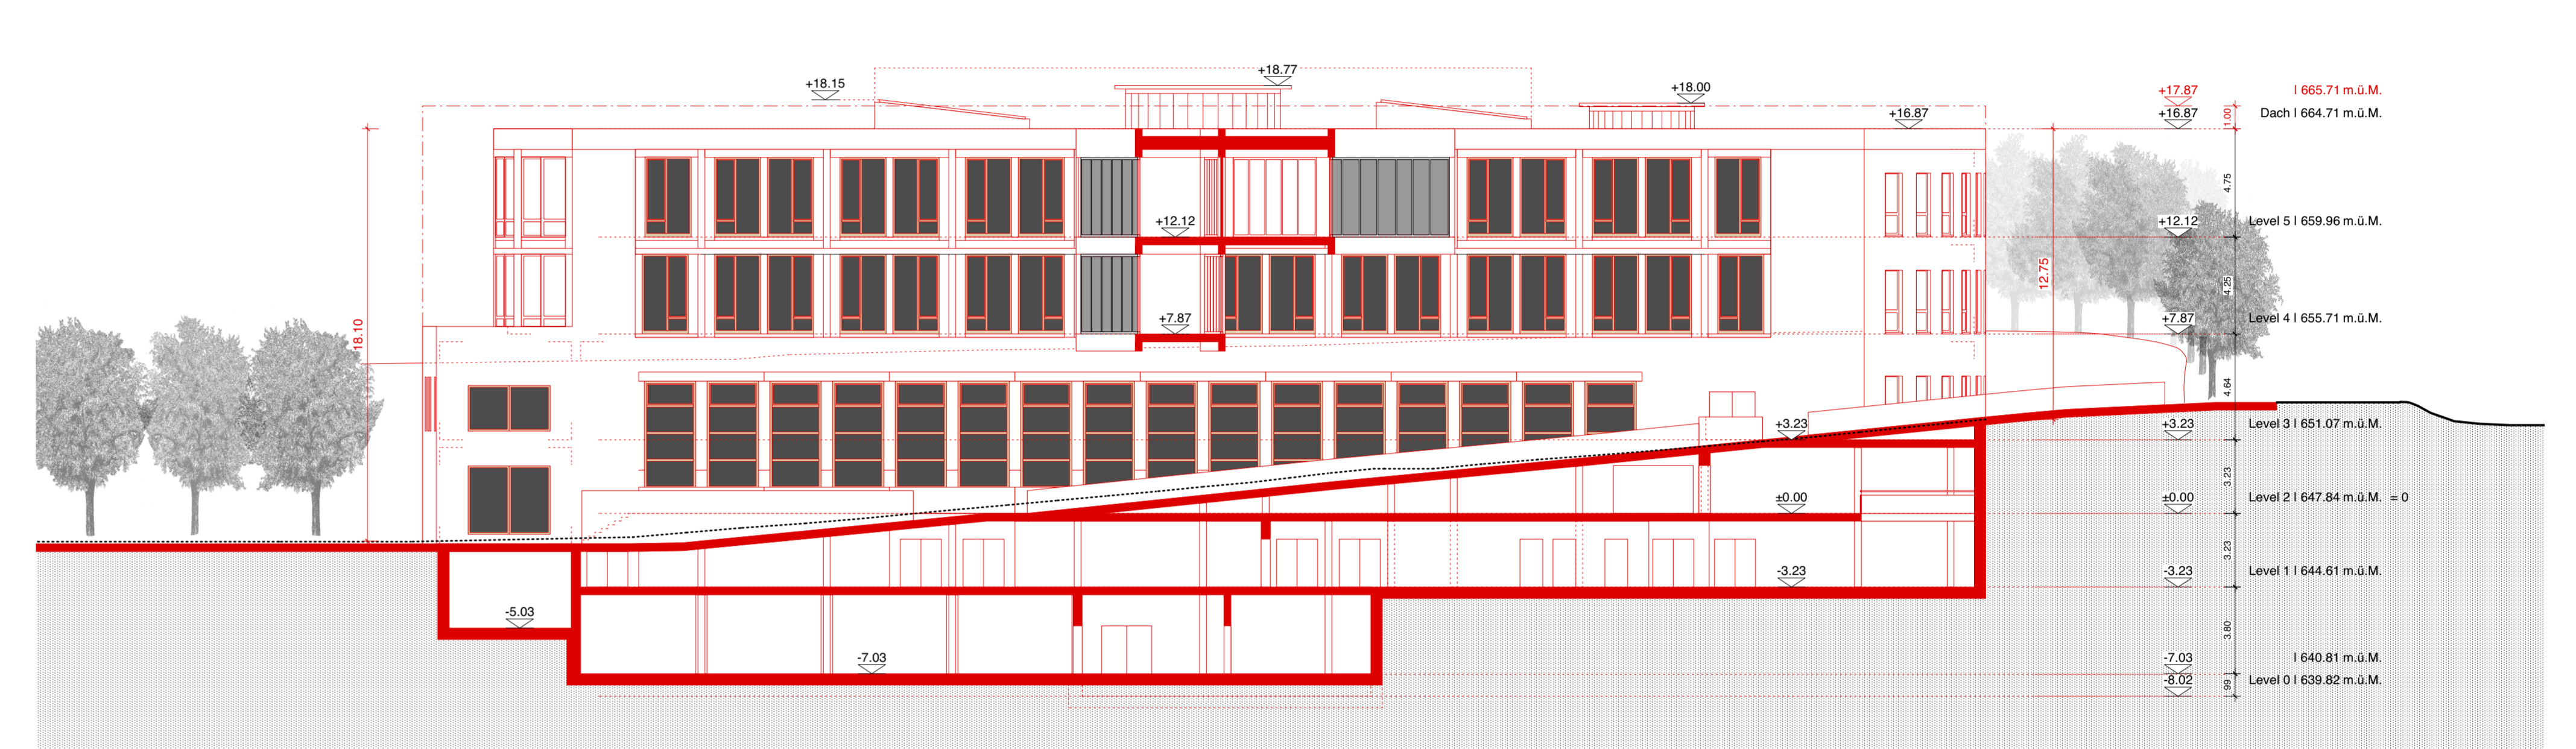 +18.77
+18.15
+18.00
+17.87 | 665.71 m.ü.M.
+16.87
+16.87 Dach | 664.71 m.ü.M.
1.00
4.75
+12.12
+12.12 Level 5 | 659.96 m.ü.M.
12.75
4.25
+7.87
+7.87 Level 4 | 655.71 m.ü.M.
18.10
4.64
+3.23
+3.23 Level 3 | 651.07 m.ü.M.
3.23
±0.00
±0.00 Level 2 | 647.84 m.ü.M. = 0
3.23
-3.23
-3.23 Level 1 | 644.61 m.ü.M.
-5.03
3.80
-7.03
-7.03 | 640.81 m.ü.M.
-8.02 Level 0 | 639.82 m.ü.M.
99